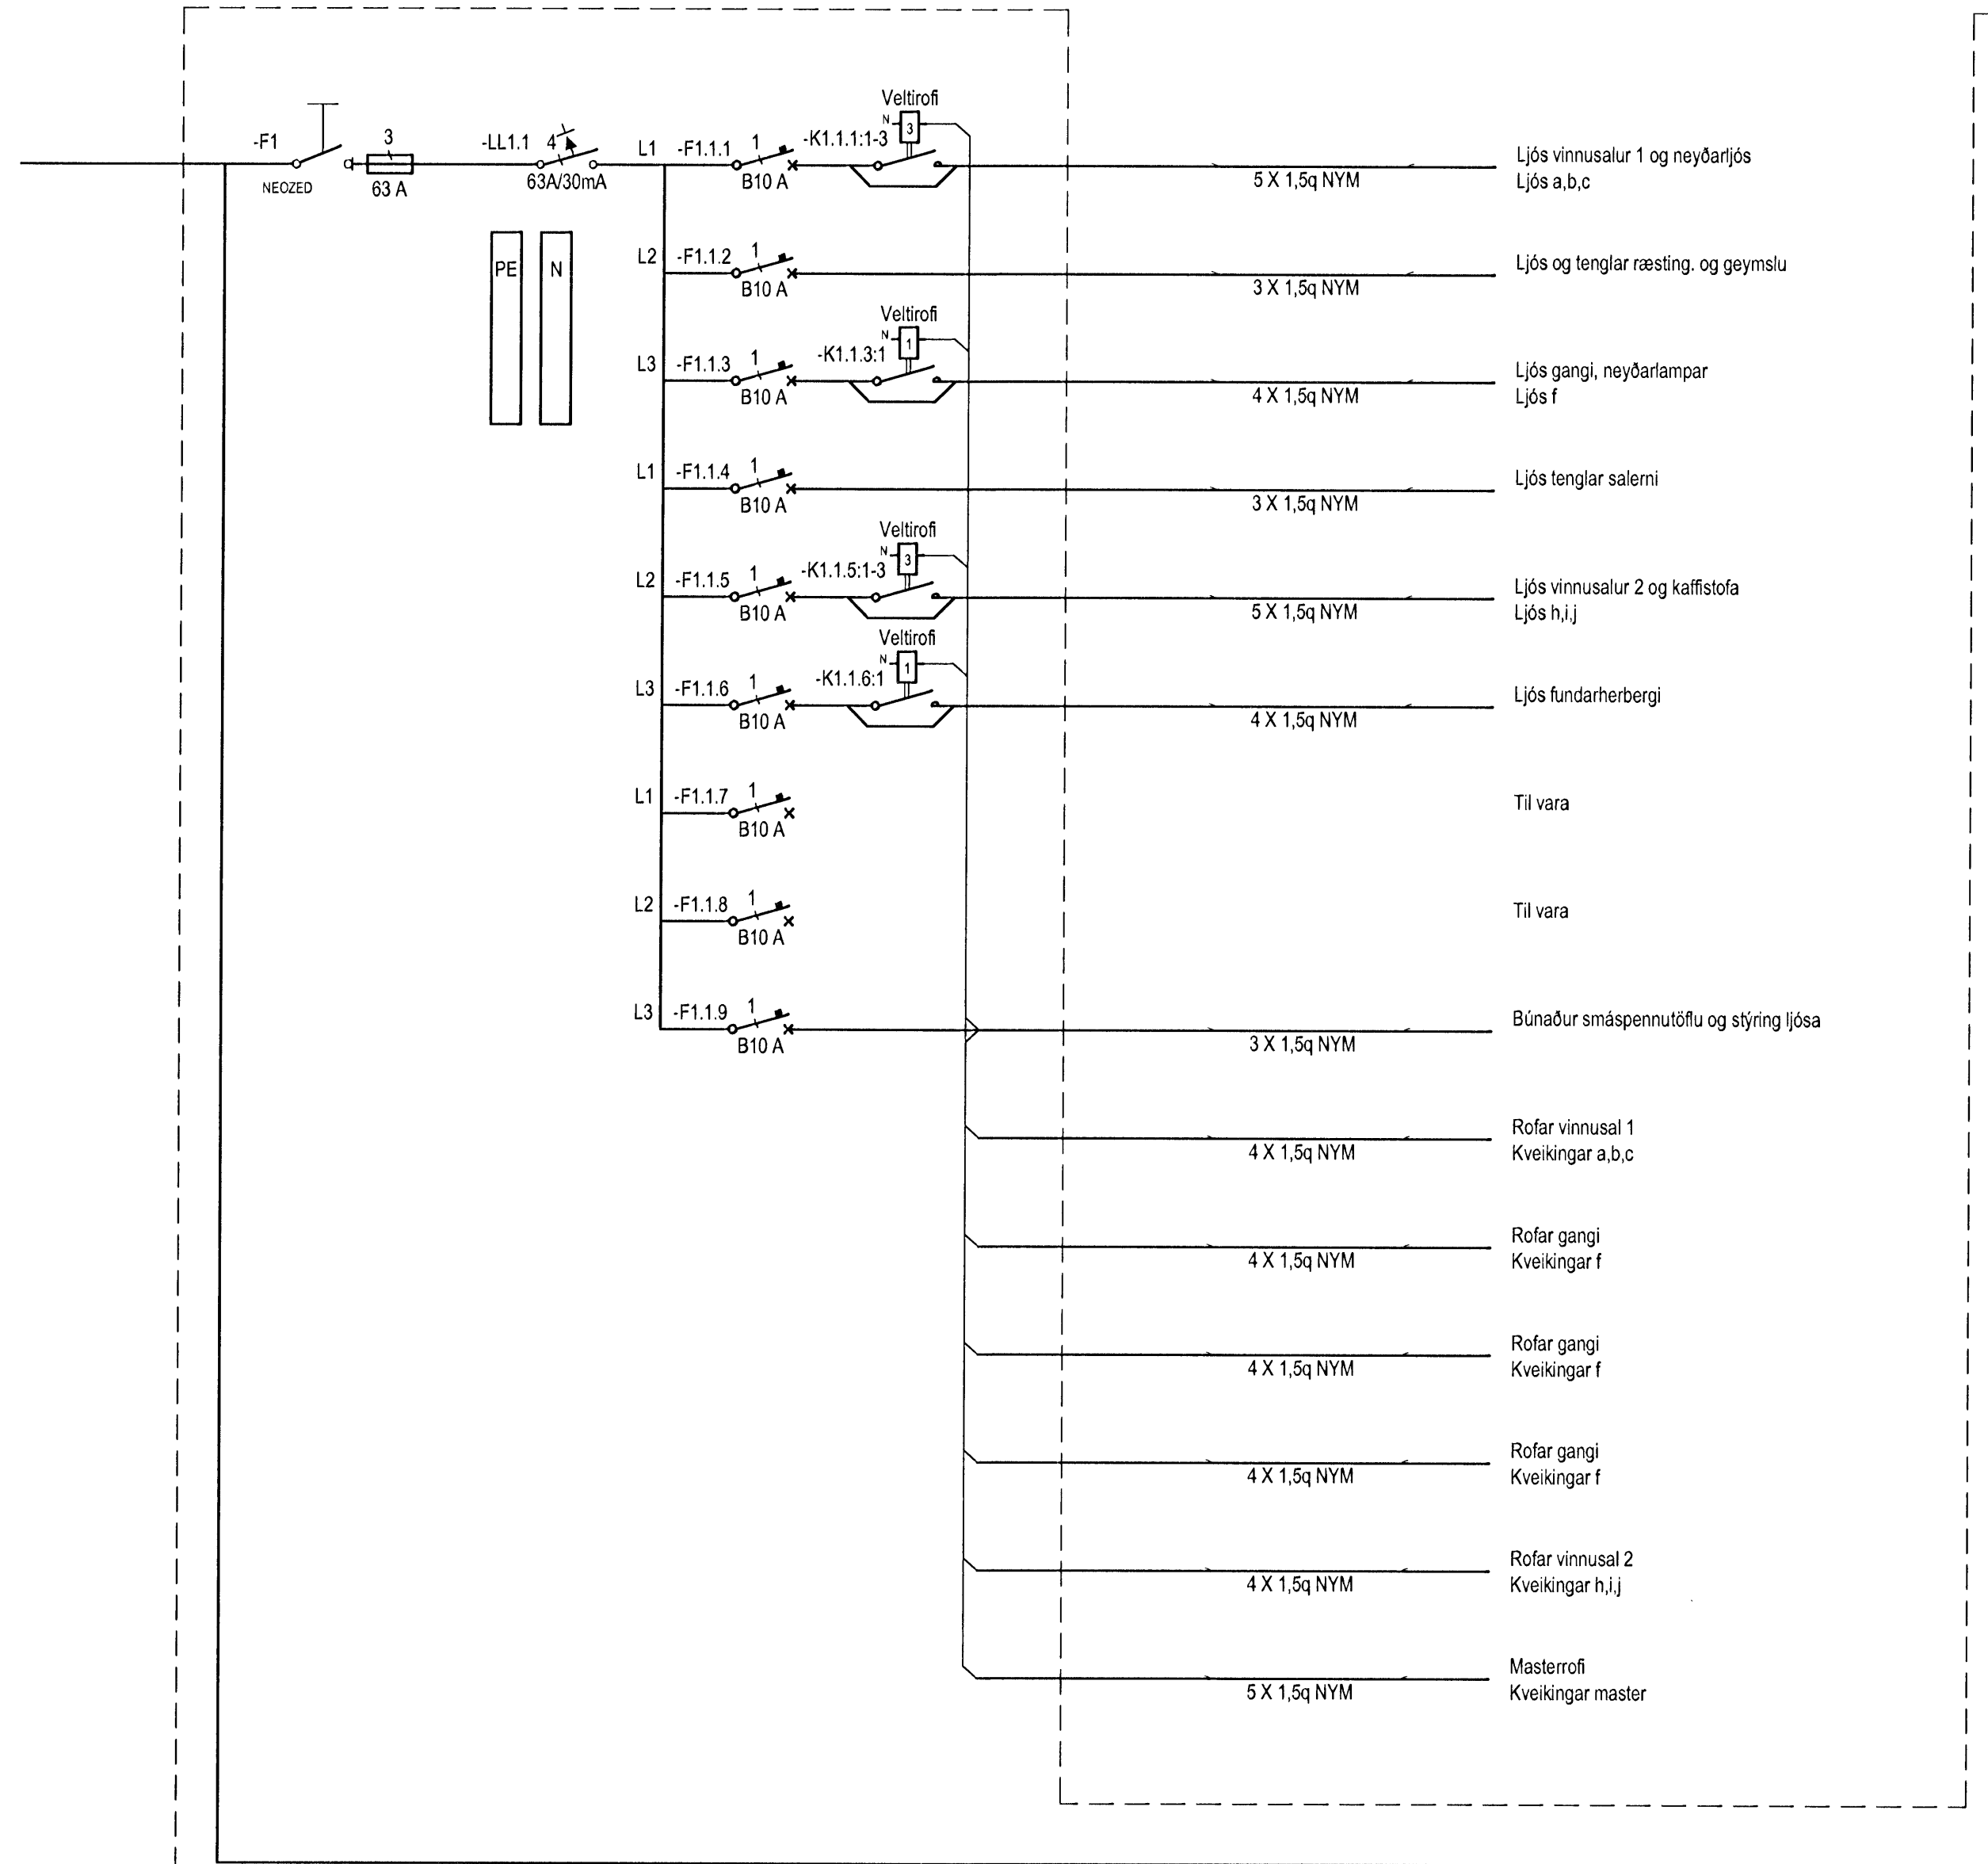 Veltirofi
N
3
-F1
3
-LL1.1
4
L1
-F1.1.1
1
-K1.1.1:1-3
NEOZED
63 A
63A/30mA
B10 A
5 X 1,5q NYM
Ljós vinnusalur 1 og neyðarljós
Ljós a,b,c
PE
N
L2
-F1.1.2
1
B10 A
3 X 1,5q NYM
Ljós og tenglar ræsting. og geymslu
Veltirofi
N
1
L3
-F1.1.3
1
-K1.1.3:1
B10 A
4 X 1,5q NYM
Ljós gangi, neyðarlampar
Ljós f
L1
-F1.1.4
1
B10 A
3 X 1,5q NYM
Ljós tenglar salerni
Veltirofi
N
3
L2
-F1.1.5
1
-K1.1.5:1-3
B10 A
5 X 1,5q NYM
Ljós vinnusalur 2 og kaffistofa
Ljós h,i,j
Veltirofi
N
1
L3
-F1.1.6
1
-K1.1.6:1
B10 A
4 X 1,5q NYM
Ljós fundarherbergi
L1
-F1.1.7
1
B10 A
Til vara
L2
-F1.1.8
1
B10 A
Til vara
L3
-F1.1.9
1
B10 A
3 X 1,5q NYM
Búnaður smáspennutöflu og stýring ljósa
4 X 1,5q NYM
Rofar vinnusal 1
Kveikingar a,b,c
4 X 1,5q NYM
Rofar gangi
Kveikingar f
4 X 1,5q NYM
Rofar gangi
Kveikingar f
4 X 1,5q NYM
Rofar gangi
Kveikingar f
4 X 1,5q NYM
Rofar vinnusal 2
Kveikingar h,i,j
5 X 1,5q NYM
Masterrofi
Kveikingar master